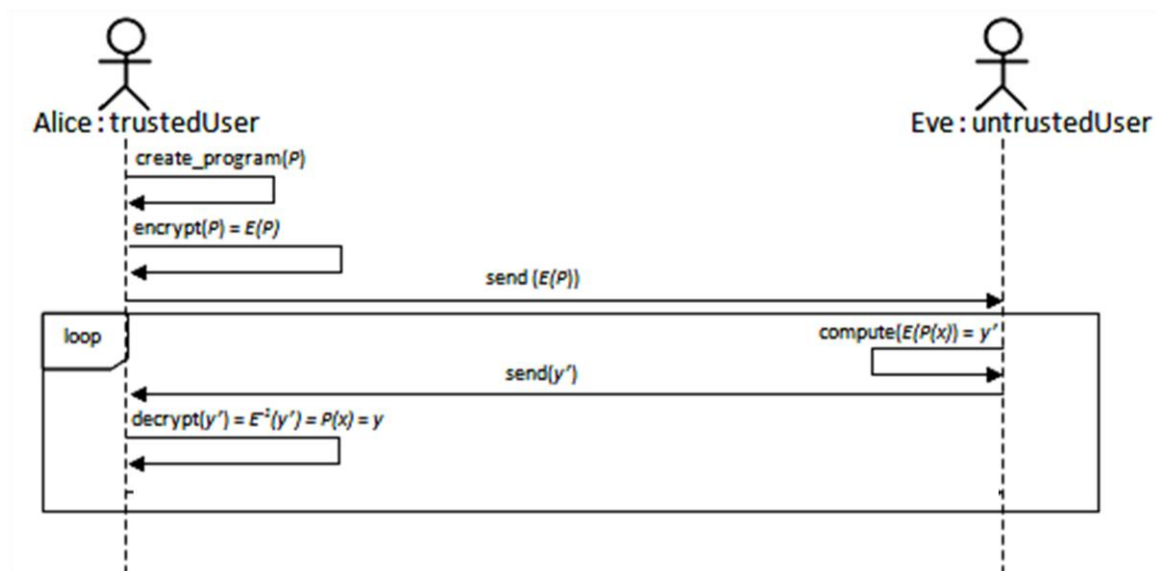 Alice:trustedUser
Eve:untrustedUser
create_program(P)
encrypt(P) = E(P)
send (E(P))
loop
compute(E(P(x)) = y'
send(y')
decrypt(y') = E⁻¹(y') = P(x) = y